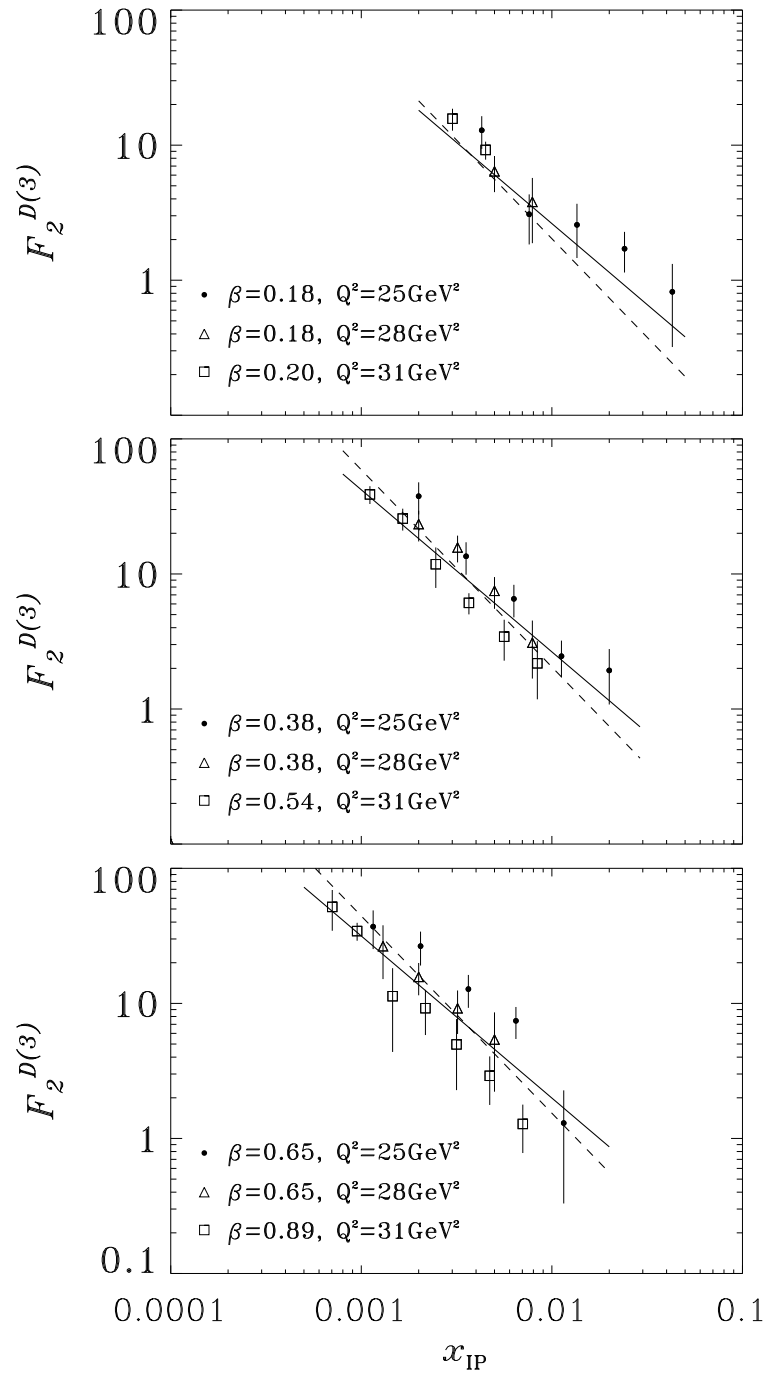 100
10
1
F₂ᴰ⁽³⁾
β=0.18, Q²=25GeV²
β=0.18, Q²=28GeV²
β=0.20, Q²=31GeV²
100
10
1
F₂ᴰ⁽³⁾
β=0.38, Q²=25GeV²
β=0.38, Q²=28GeV²
β=0.54, Q²=31GeV²
100
10
1
0.1
F₂ᴰ⁽³⁾
β=0.65, Q²=25GeV²
β=0.65, Q²=28GeV²
β=0.89, Q²=31GeV²
0.0001 0.001 0.01 0.1
x_IP